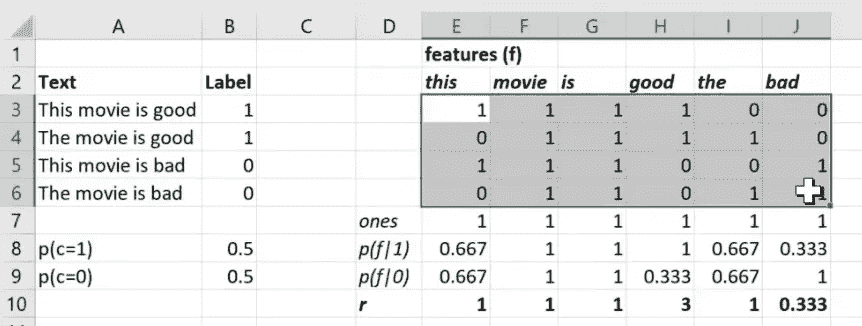 A B C D E F G H I J
1 features (f)
2 Text Label this movie is good the bad
3 This movie is good 1 1 1 1 1 0 0
4 The movie is good 1 0 1 1 1 1 0
5 This movie is bad 0 1 1 1 0 0 1
6 The movie is bad 0 0 1 1 0 1 1
7 ones 1 1 1 1 1 1
8 p(c=1) 0.5 p(f|1) 0.667 1 1 1 0.667 0.333
9 p(c=0) 0.5 p(f|0) 0.667 1 1 0.333 0.667 1
10 r 1 1 1 3 1 0.333